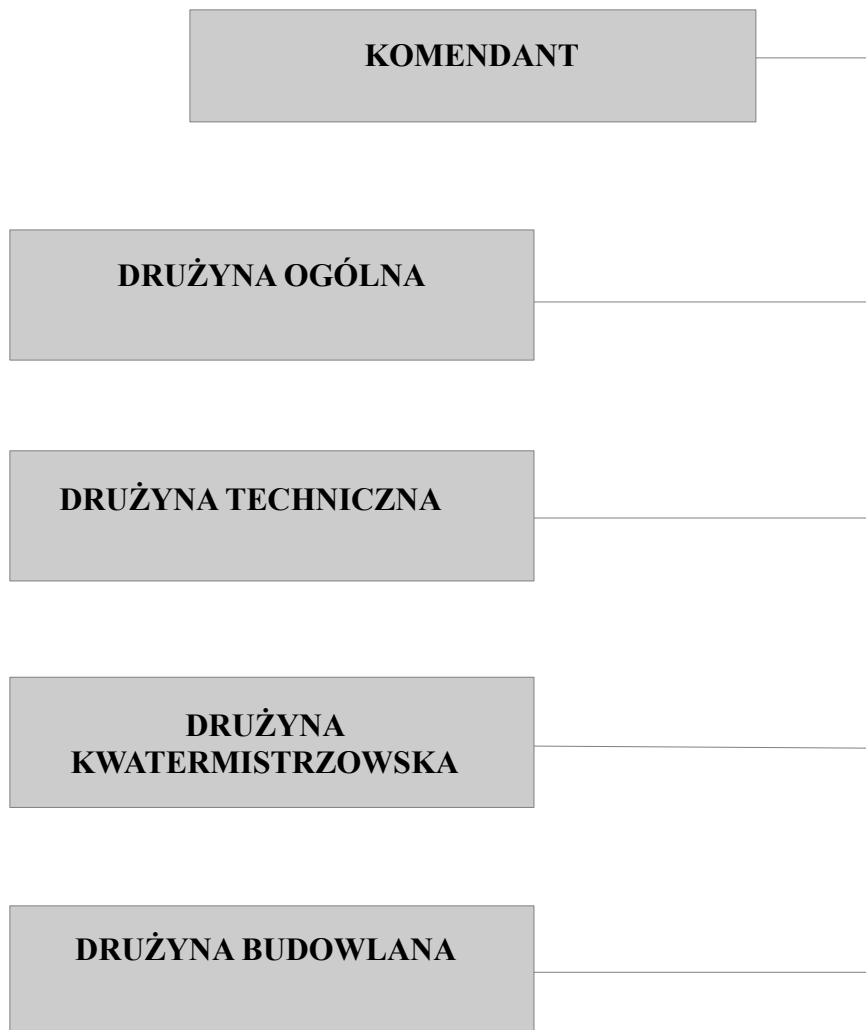 KOMENDANT
DRUŻYNA OGÓLNA
DRUŻYNA TECHNICZNA
DRUŻYNA
KWATERMISTRZOWSKA
DRUŻYNA BUDOWLANA